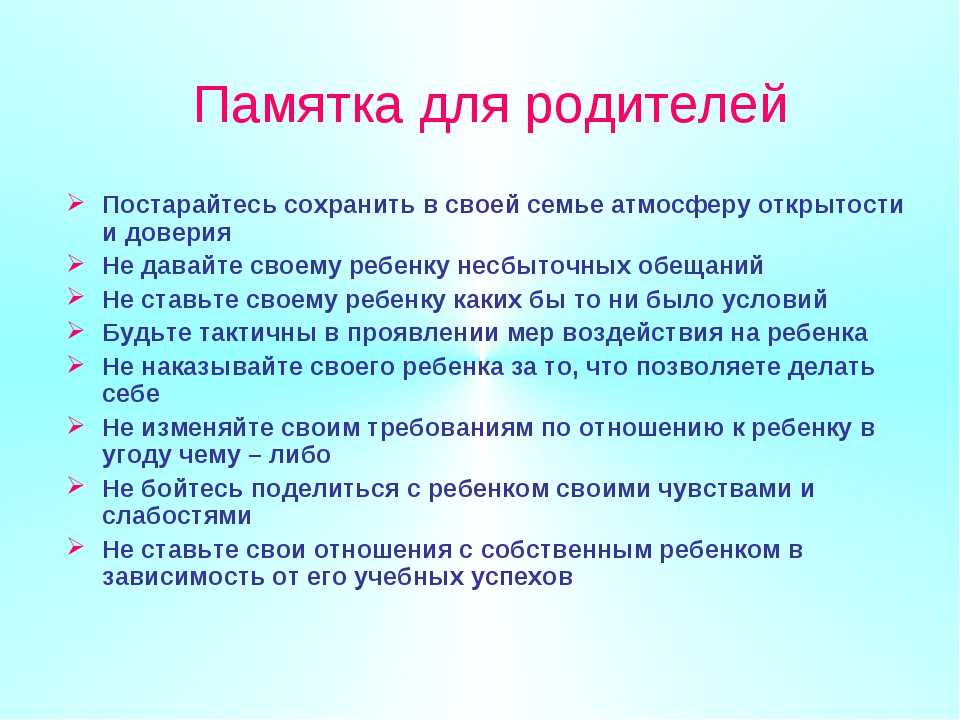 Памятка для родителей
Постарайтесь сохранить в своей семье атмосферу открытости
и доверия
Не давайте своему ребенку несбыточных обещаний
Не ставьте своему ребенку каких бы то ни было условий
Будьте тактичны в проявлении мер воздействия на ребенка
Не наказывайте своего ребенка за то, что позволяете делать
себе
Не изменяйте своим требованиям по отношению к ребенку в
угоду чему – либо
Не бойтесь поделиться с ребенком своими чувствами и
слабостями
Не ставьте свои отношения с собственным ребенком в
зависимость от его учебных успехов